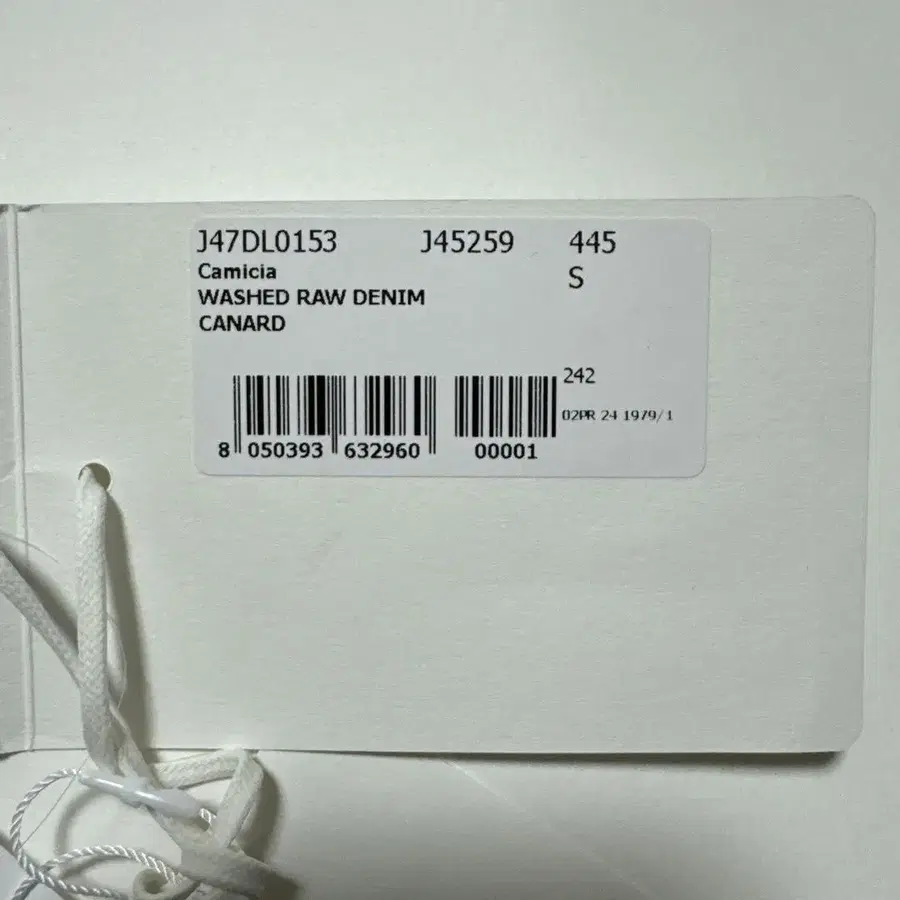 J47DL0153 J45259 445
Camicia S
WASHED RAW DENIM
CANARD
242
02PR 24 1979/1
8 050393 632960 00001